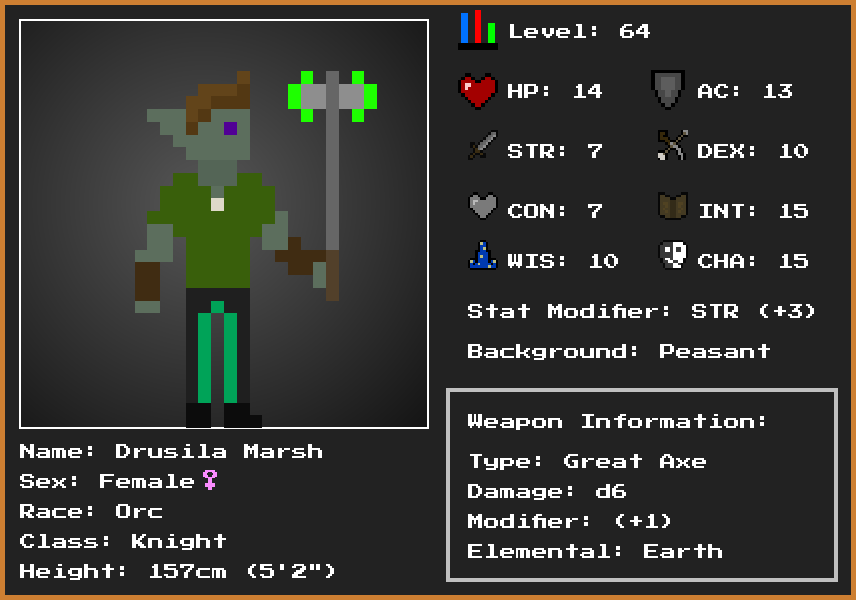 Level: 64
HP: 14
AC: 13
STR: 7
DEX: 10
CON: 7
INT: 15
WIS: 10
CHA: 15
Stat Modifier: STR (+3)
Background: Peasant
Weapon Information:
Type: Great Axe
Damage: d6
Modifier: (+1)
Elemental: Earth
Name: Drusila Marsh
Sex: Female♀
Race: Orc
Class: Knight
Height: 157cm (5'2")